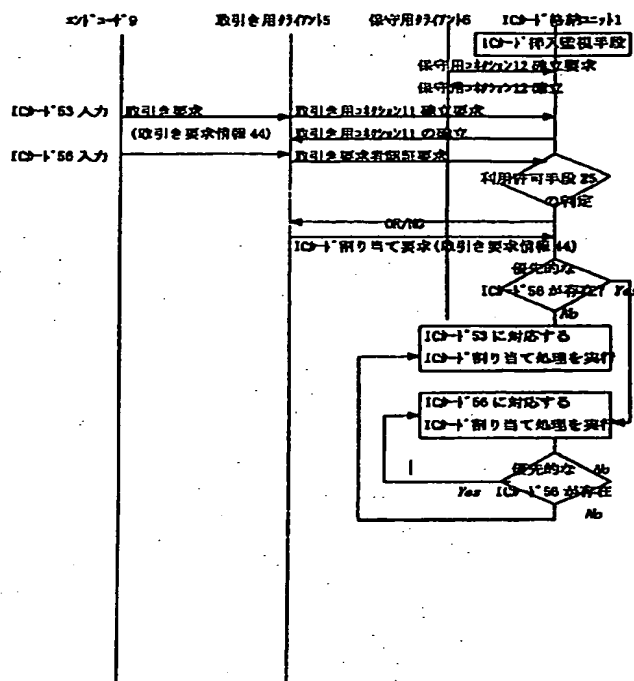 エンドユーザ9 取引き用クライアント5 保守用クライアント6 ICカード格納ユニット1
ICカード挿入監視手段
保守用コネクション12 確立要求
保守用コネクション12 確立
ICカード53 入力 取引き要求 取引き用コネクション11 確立要求
(取引き要求情報 44) 取引き用コネクション11 の確立
ICカード56 入力 取引き要求者認証要求
利用許可手段 25
の判定
OK/NG
ICカード割り当て要求(取引き要求情報 44)
優先的な
ICカード56 が存在? Yes
No
ICカード53 に対応する
ICカード割り当て処理を実行
ICカード56 に対応する
ICカード割り当て処理を実行
優先的な No
Yes ICカード56 が存在
No